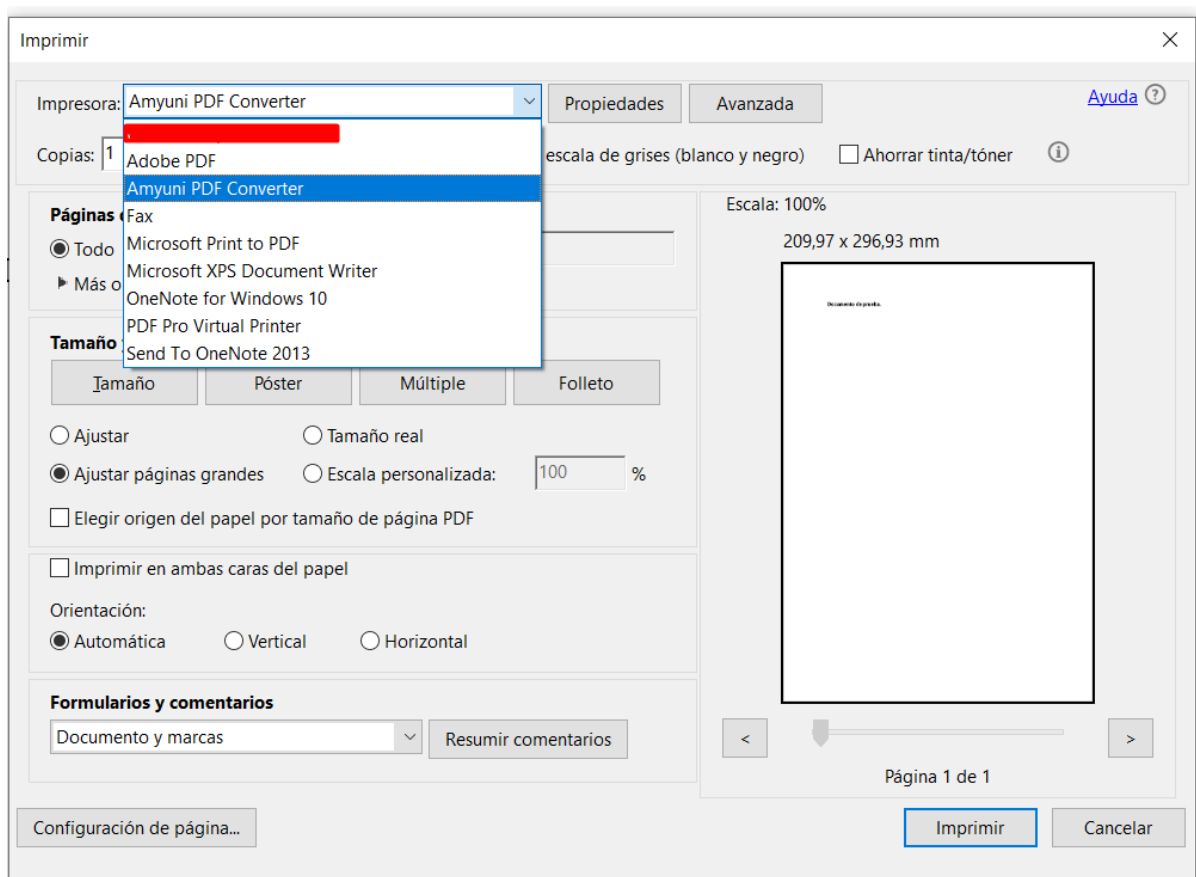 Imprimir
Impresora: Amyuni PDF Converter Propiedades Avanzada Ayuda ?
Adobe PDF
Copias: 1 escala de grises (blanco y negro) Ahorrar tinta/tóner i
Amyuni PDF Converter
Fax
Microsoft Print to PDF
Microsoft XPS Document Writer
OneNote for Windows 10
PDF Pro Virtual Printer
Send To OneNote 2013
Páginas
Todo
Más o
Tamaño
Tamaño Póster Múltiple Folleto
Ajustar Tamaño real
Ajustar páginas grandes Escala personalizada: 100 %
Elegir origen del papel por tamaño de página PDF
Imprimir en ambas caras del papel
Orientación:
Automática Vertical Horizontal
Formularios y comentarios
Documento y marcas Resumir comentarios
Escala: 100%
209,97 x 296,93 mm
Documento de prueba.
< >
Página 1 de 1
Configuración de página... Imprimir Cancelar